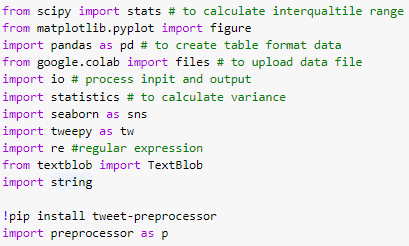 from scipy import stats # to calculate interqualtile range
from matplotlib.pyplot import figure
import pandas as pd # to create table format data
from google.colab import files # to upload data file
import io # process inpit and output
import statistics # to calculate variance
import seaborn as sns
import tweepy as tw
import re #regular expression
from textblob import TextBlob
import string
!pip install tweet-preprocessor
import preprocessor as p